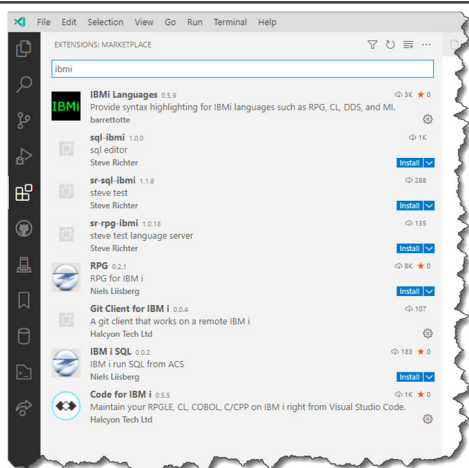 File Edit Selection View Go Run Terminal Help
EXTENSIONS: MARKETPLACE
ibmi
IBMi
IBMi Languages 0.5.9 3K ★ 0
Provide syntax highlighting for IBMi languages such as RPG, CL, DDS, and MI.
barrettotte
sql-ibmi 1.0.0 1K
sql editor
Steve Richter Install
sr-sql-ibmi 1.1.8 288
steve test
Steve Richter Install
sr-rpg-ibmi 1.0.18 135
steve test language server
Steve Richter Install
RPG 0.2.1 8K ★ 0
RPG for IBM i
Niels Liisberg Install
Git Client for IBM i 0.0.4 107
A git client that works on a remote IBM i
Halcyon Tech Ltd
IBM i SQL 0.0.2 183 ★ 0
IBM i run SQL from ACS
Niels Liisberg Install
Code for IBM i 0.5.5 1K ★ 0
Maintain your RPGLE, CL, COBOL, C/CPP on IBM i right from Visual Studio Code.
Halcyon Tech Ltd